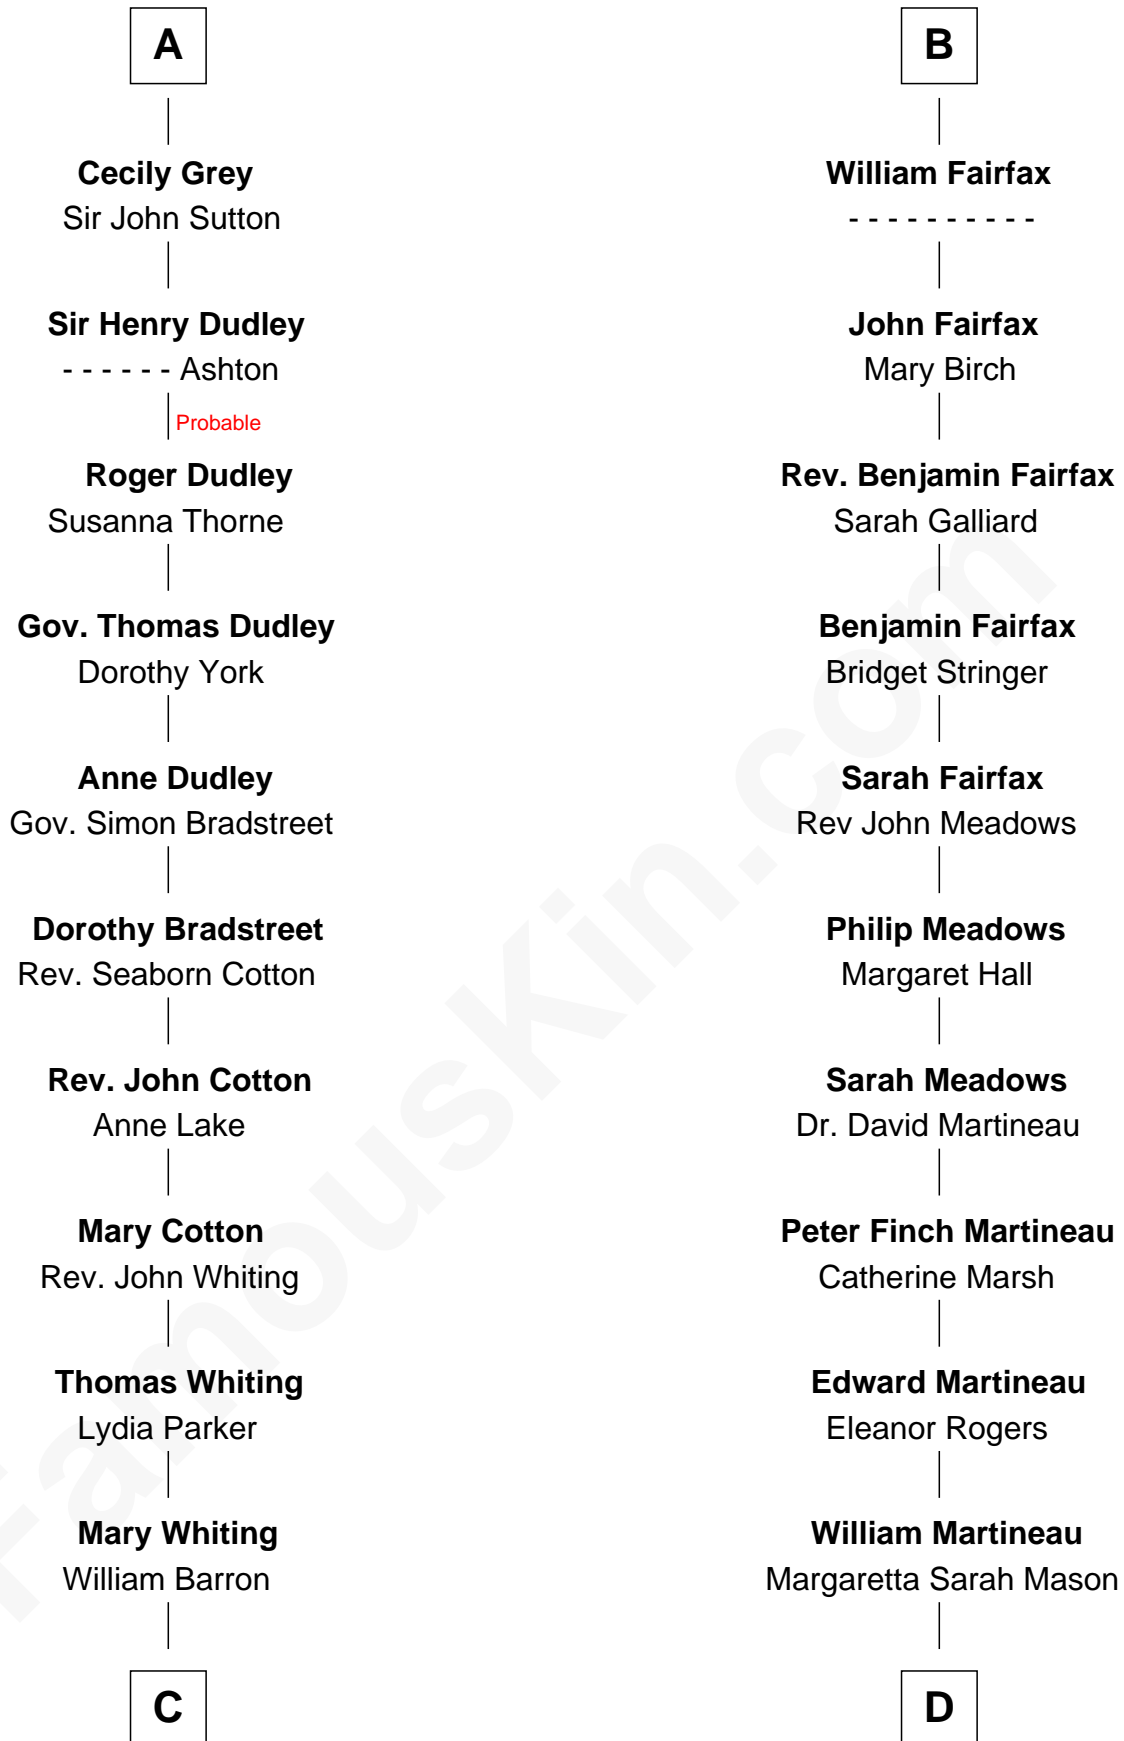 A
Cecily Grey
Sir John Sutton
Sir Henry Dudley
- - - - - - Ashton
Probable
Roger Dudley
Susanna Thorne
Gov. Thomas Dudley
Dorothy York
Anne Dudley
Gov. Simon Bradstreet
Dorothy Bradstreet
Rev. Seaborn Cotton
Rev. John Cotton
Anne Lake
Mary Cotton
Rev. John Whiting
Thomas Whiting
Lydia Parker
Mary Whiting
William Barron
C
B
William Fairfax
- - - - - - - - - -
John Fairfax
Mary Birch
Rev. Benjamin Fairfax
Sarah Galliard
Benjamin Fairfax
Bridget Stringer
Sarah Fairfax
Rev John Meadows
Philip Meadows
Margaret Hall
Sarah Meadows
Dr. David Martineau
Peter Finch Martineau
Catherine Marsh
Edward Martineau
Eleanor Rogers
William Martineau
Margaretta Sarah Mason
D
FamousKin.com